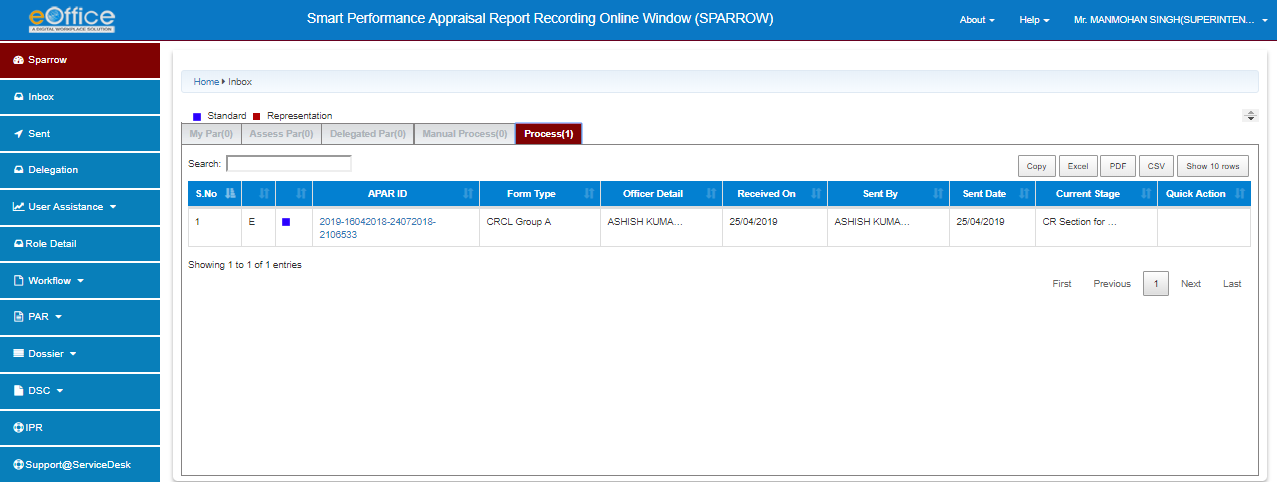 eOffice
A DIGITAL WORKPLACE SOLUTION
Smart Performance Appraisal Report Recording Online Window (SPARROW)
About
Help
Mr. MANMOHAN SINGH(SUPERINTEN...
Sparrow
Inbox
Sent
Delegation
User Assistance
Role Detail
Workflow
PAR
Dossier
DSC
IPR
Support@ServiceDesk
Home Inbox
Standard Representation
My Par(0) Assess Par(0) Delegated Par(0) Manual Process(0) Process(1)
Search:
Copy Excel PDF CSV Show 10 rows
S.No APAR ID Form Type Officer Detail Received On Sent By Sent Date Current Stage Quick Action
1 E 2019-16042018-24072018- CRCL Group A ASHISH KUMA... 25/04/2019 ASHISH KUMA... 25/04/2019 CR Section for ...
2106533
Showing 1 to 1 of 1 entries
First Previous 1 Next Last